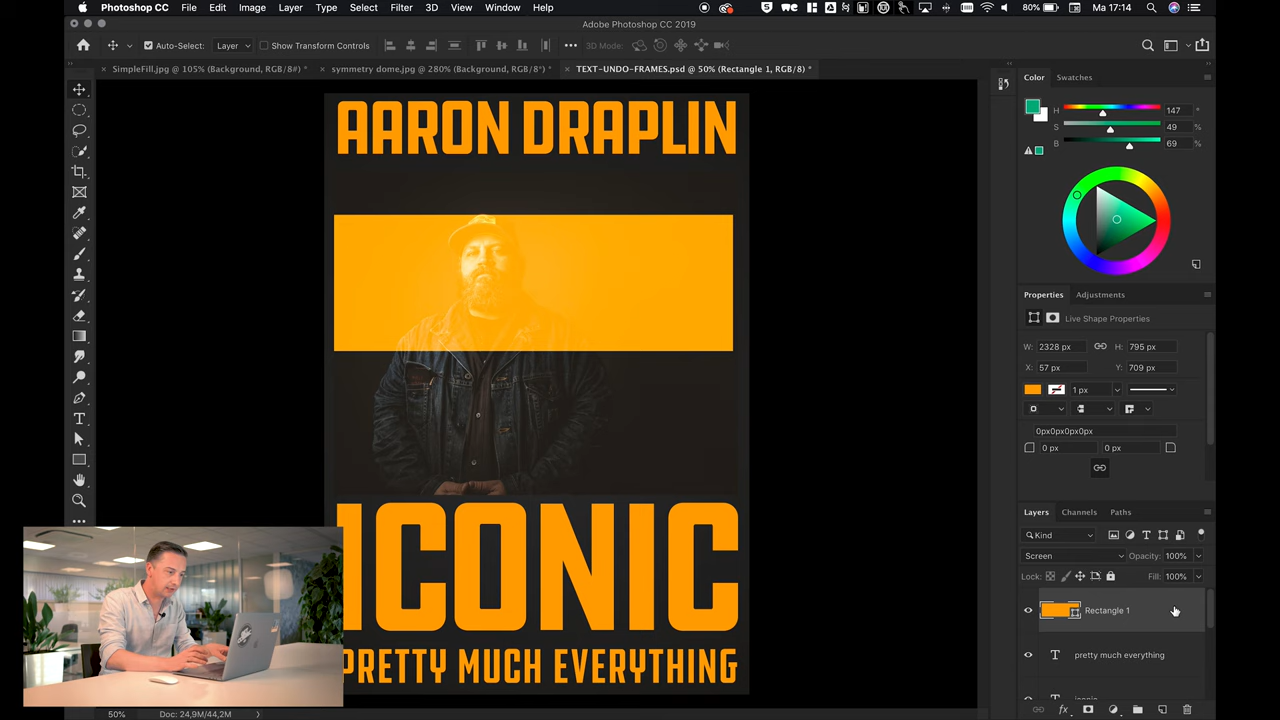 Photoshop CC File Edit Image Layer Type Select Filter 3D View Window Help 80% Ma 17:14
Adobe Photoshop CC 2019
Auto-Select: Layer Show Transform Controls 3D Mode:
SimpleFill.jpg @ 105% (Background, RGB/8#) * symmetry dome.jpg @ 280% (Background, RGB/8*) * TEXT-UNDO-FRAMES.psd @ 50% (Rectangle 1, RGB/8) *
Color Swatches
H 147 °
S 49 %
B 69 %
Properties Adjustments
Live Shape Properties
W: 2328 px H: 795 px
X: 57 px Y: 709 px
1 px
0px0px0px0px
0 px 0 px
Layers Channels Paths
Kind
Screen Opacity: 100%
Lock: Fill: 100%
Rectangle 1
pretty much everything
AARON DRAPLIN
ICONIC
PRETTY MUCH EVERYTHING
50% Doc: 24,9M/44,2M